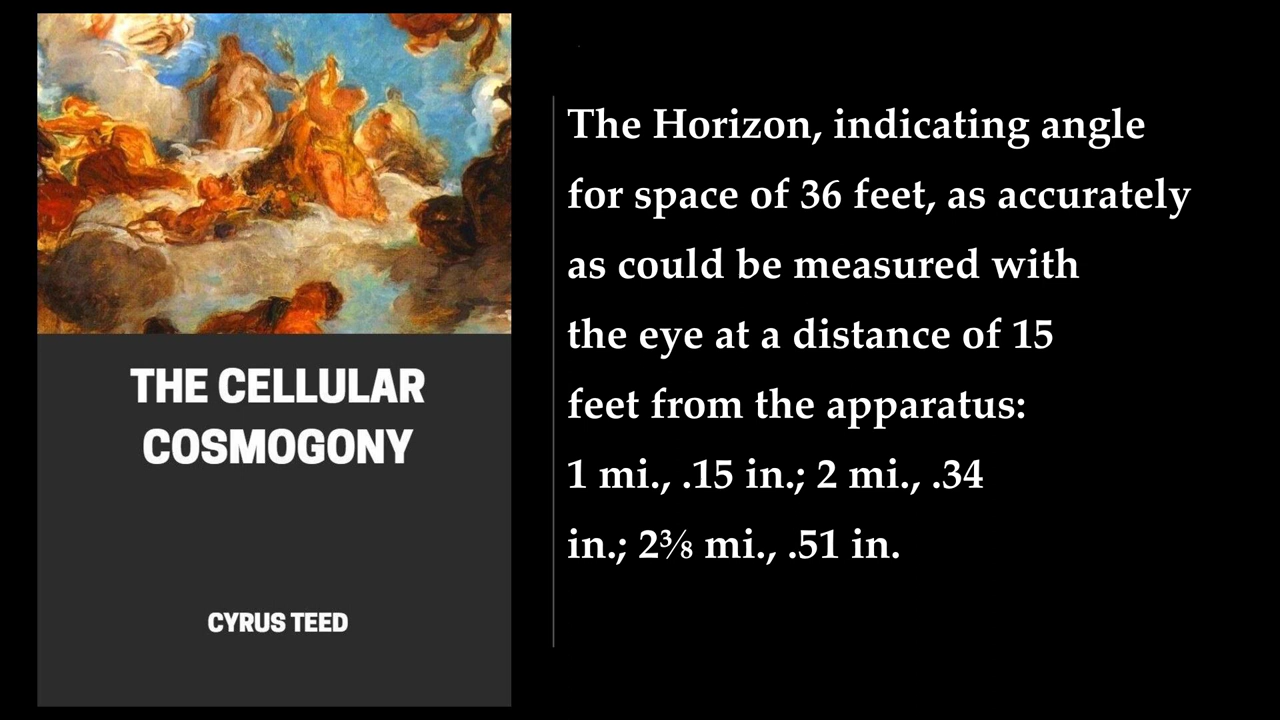 THE CELLULAR
COSMOGONY
CYRUS TEED
The Horizon, indicating angle
for space of 36 feet, as accurately
as could be measured with
the eye at a distance of 15
feet from the apparatus:
1 mi., .15 in.; 2 mi., .34
in.; 2⅜ mi., .51 in.